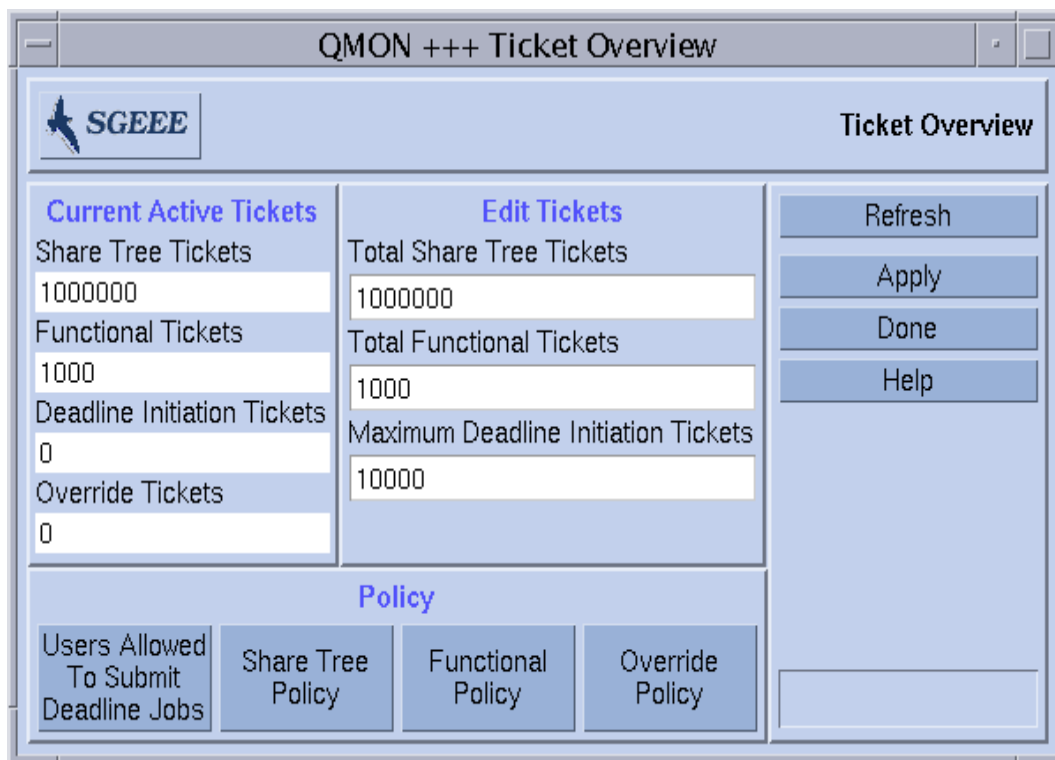 QMON +++ Ticket Overview
SGEEE
Ticket Overview
Current Active Tickets
Share Tree Tickets
1000000
Functional Tickets
1000
Deadline Initiation Tickets
0
Override Tickets
0
Edit Tickets
Total Share Tree Tickets
1000000
Total Functional Tickets
1000
Maximum Deadline Initiation Tickets
10000
Refresh
Apply
Done
Help
Policy
Users Allowed
To Submit
Deadline Jobs
Share Tree
Policy
Functional
Policy
Override
Policy